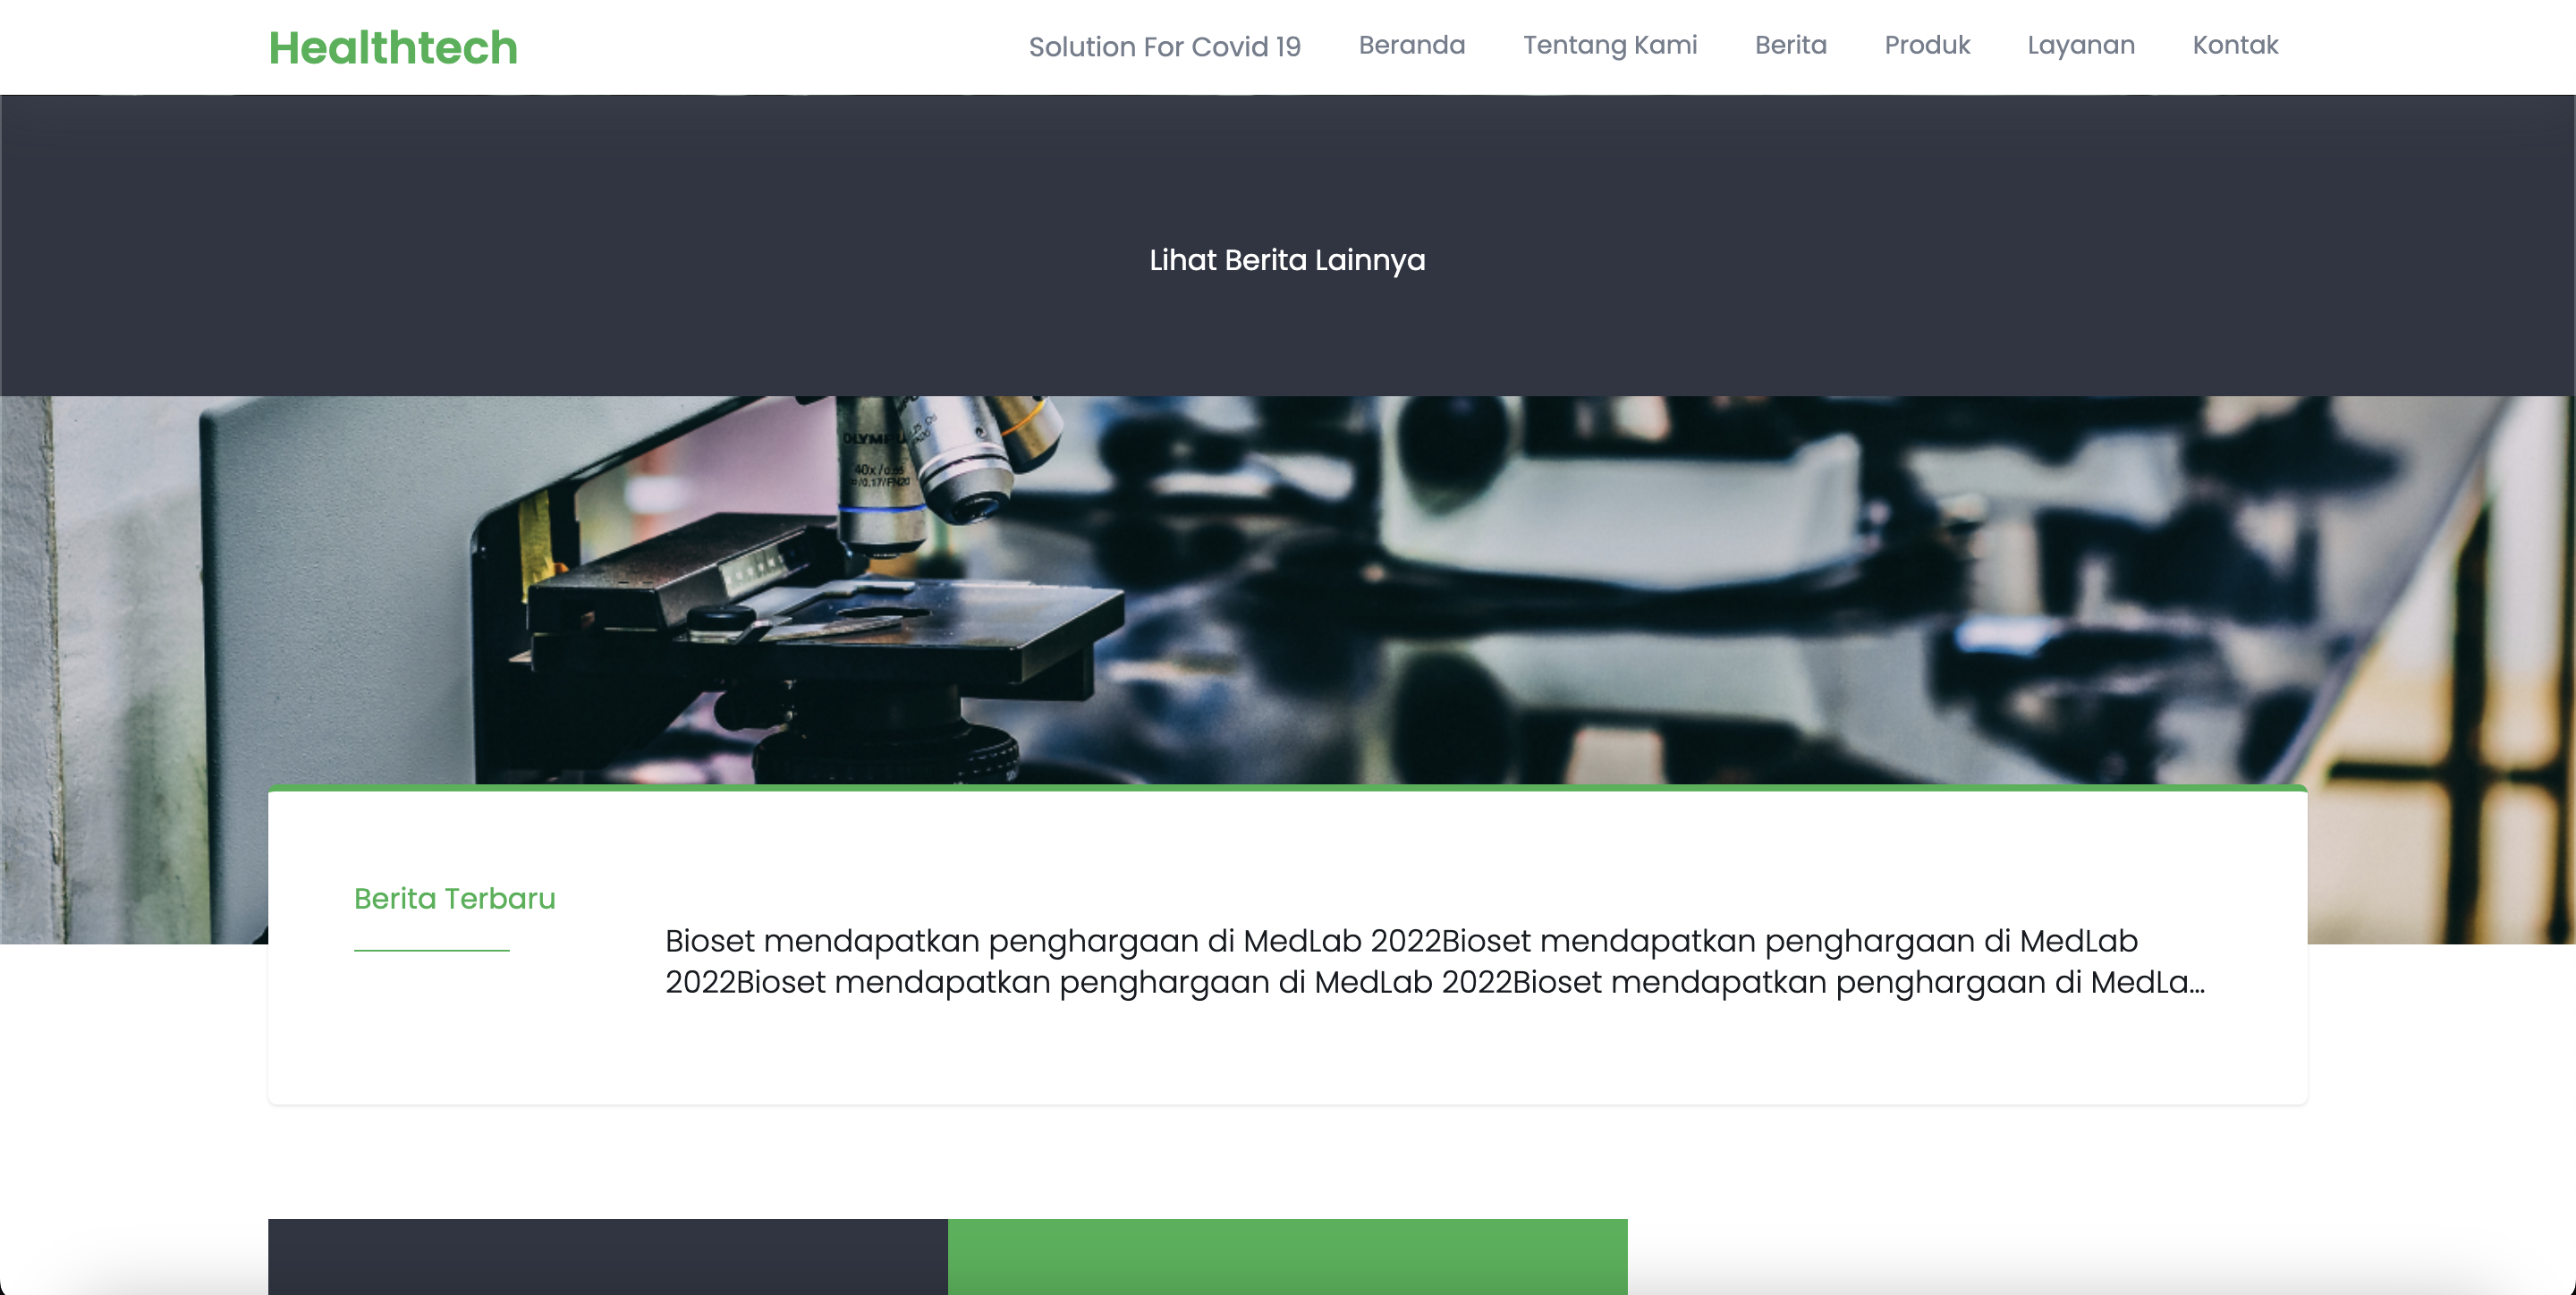 Healthtech
Solution For Covid 19 Beranda Tentang Kami Berita Produk Layanan Kontak
Lihat Berita Lainnya
40x/0.65
∞/0.17/FN20
Berita Terbaru
Bioset mendapatkan penghargaan di MedLab 2022Bioset mendapatkan penghargaan di MedLab
2022Bioset mendapatkan penghargaan di MedLab 2022Bioset mendapatkan penghargaan di MedLa...